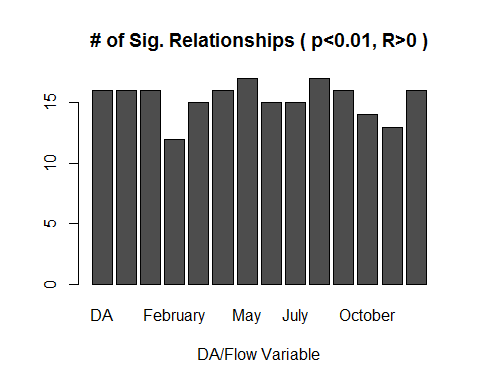 # of Sig. Relationships ( p<0.01, R>0 )
15
10
5
0
DA February May July October
DA/Flow Variable